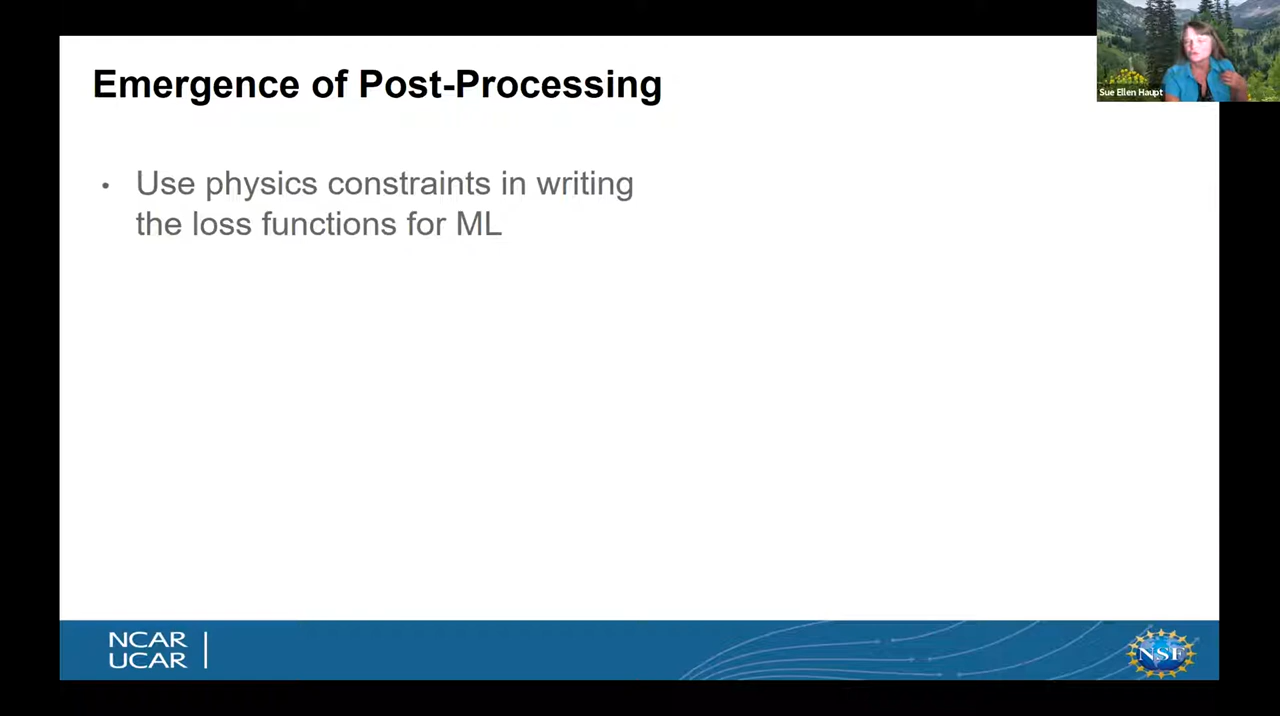 Emergence of Post-Processing
Sue Ellen Haupt
• Use physics constraints in writing
the loss functions for ML
NCAR
UCAR
NSF